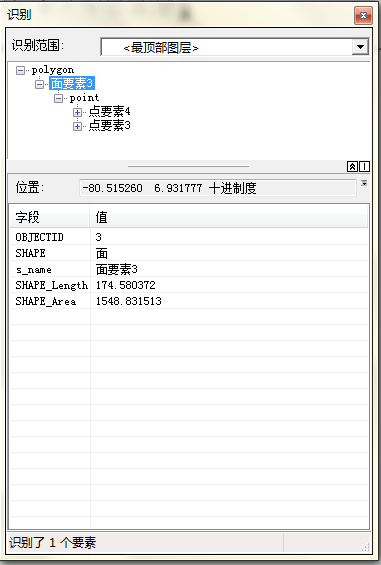 识别
识别范围: <最顶部图层>
polygon
面要素3
point
点要素4
点要素3
位置: -80.515260 6.931777 十进制度
字段 值
OBJECTID 3
SHAPE 面
s_name 面要素3
SHAPE_Length 174.580372
SHAPE_Area 1548.831513
识别了 1 个要素